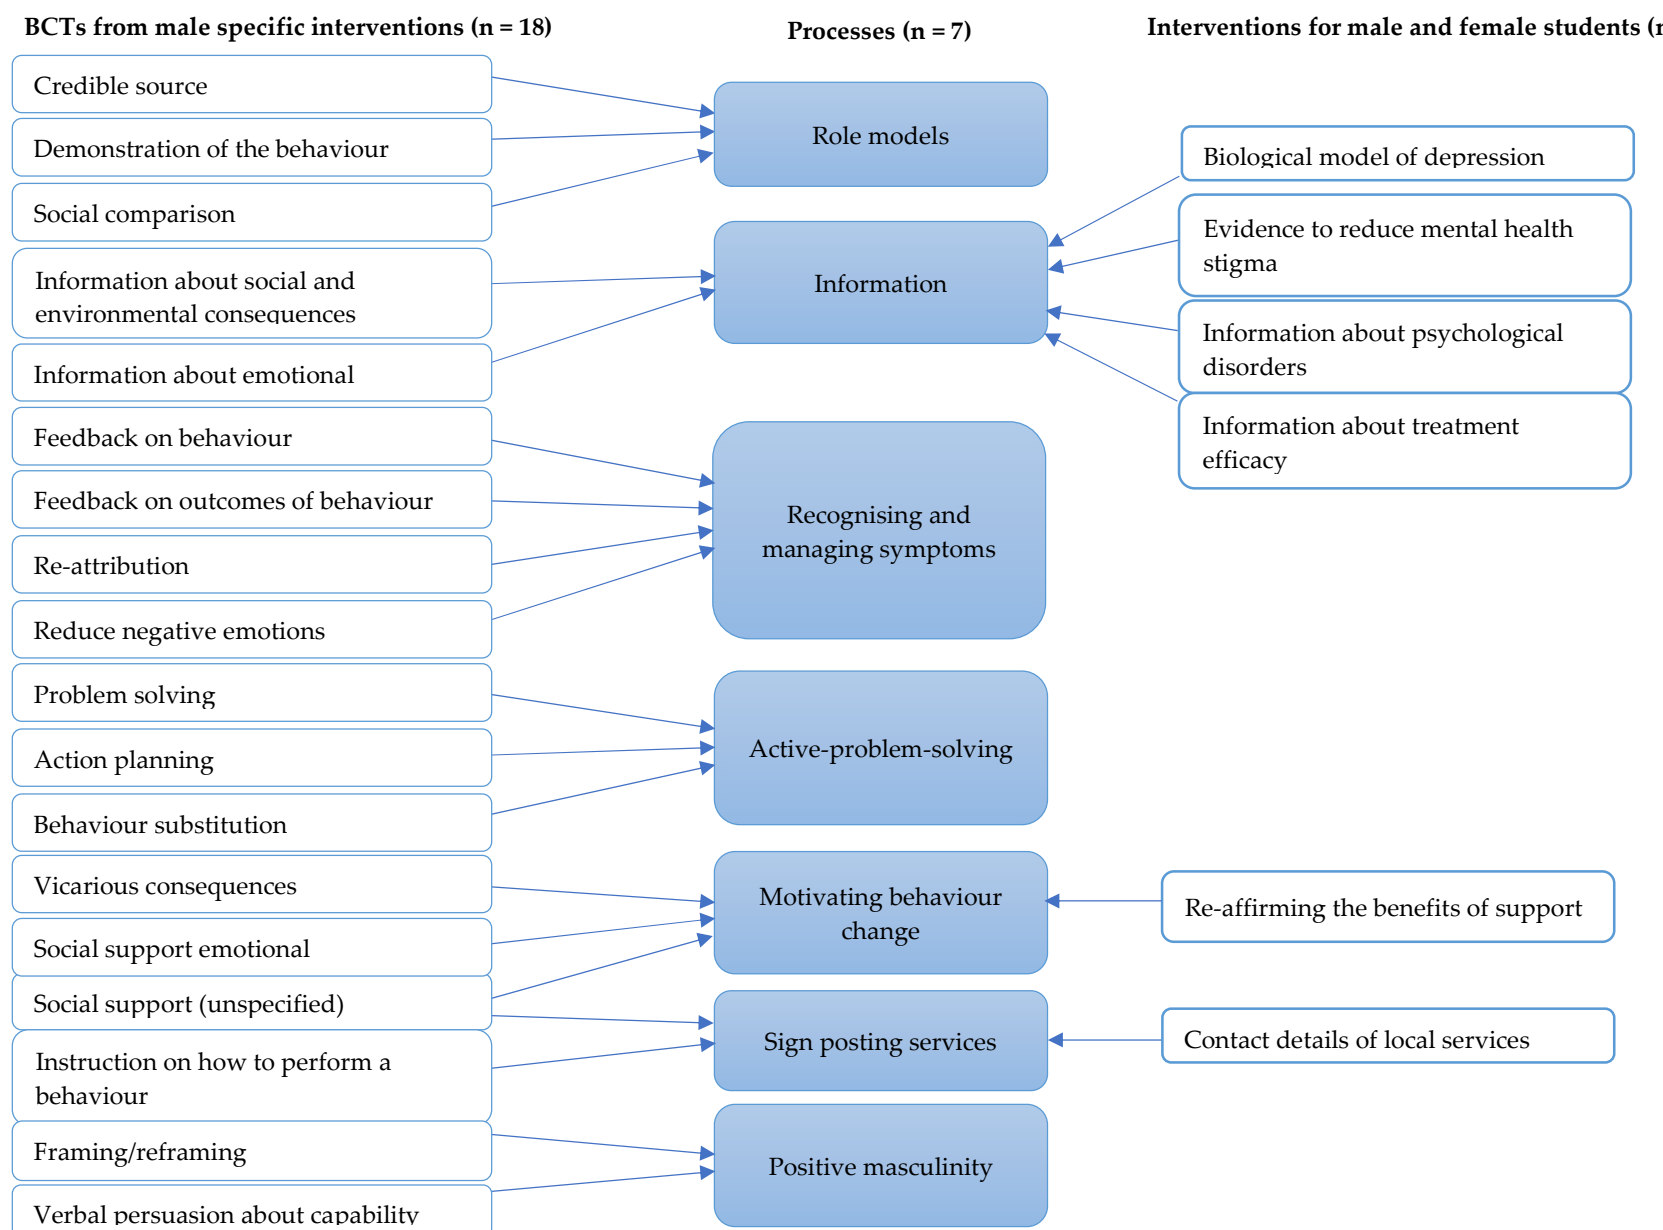 BCTs from male specific interventions (n = 18)
Credible source
Demonstration of the behaviour
Social comparison
Information about social and
environmental consequences
Information about emotional
Feedback on behaviour
Feedback on outcomes of behaviour
Re-attribution
Reduce negative emotions
Problem solving
Action planning
Behaviour substitution
Vicarious consequences
Social support emotional
Social support (unspecified)
Instruction on how to perform a
behaviour
Framing/reframing
Verbal persuasion about capability
Processes (n = 7)
Role models
Information
Recognising and
managing symptoms
Active-problem-solving
Motivating behaviour
change
Sign posting services
Positive masculinity
Interventions for male and female students (
Biological model of depression
Evidence to reduce mental health
stigma
Information about psychological
disorders
Information about treatment
efficacy
Re-affirming the benefits of support
Contact details of local services